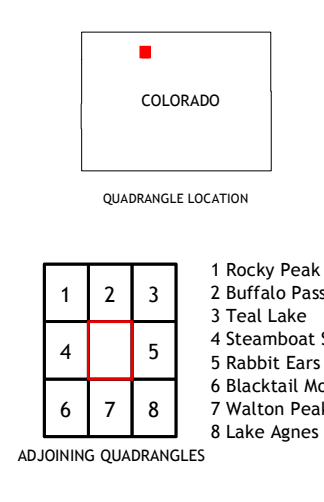 COLORADO
QUADRANGLE LOCATION
1 2 3
4 5
6 7 8
1 Rocky Peak
2 Buffalo Pass
3 Teal Lake
4 Steamboat
5 Rabbit Ears
6 Blacktail
7 Walton Peak
8 Lake Agnes
ADJOINING QUADRANGLES